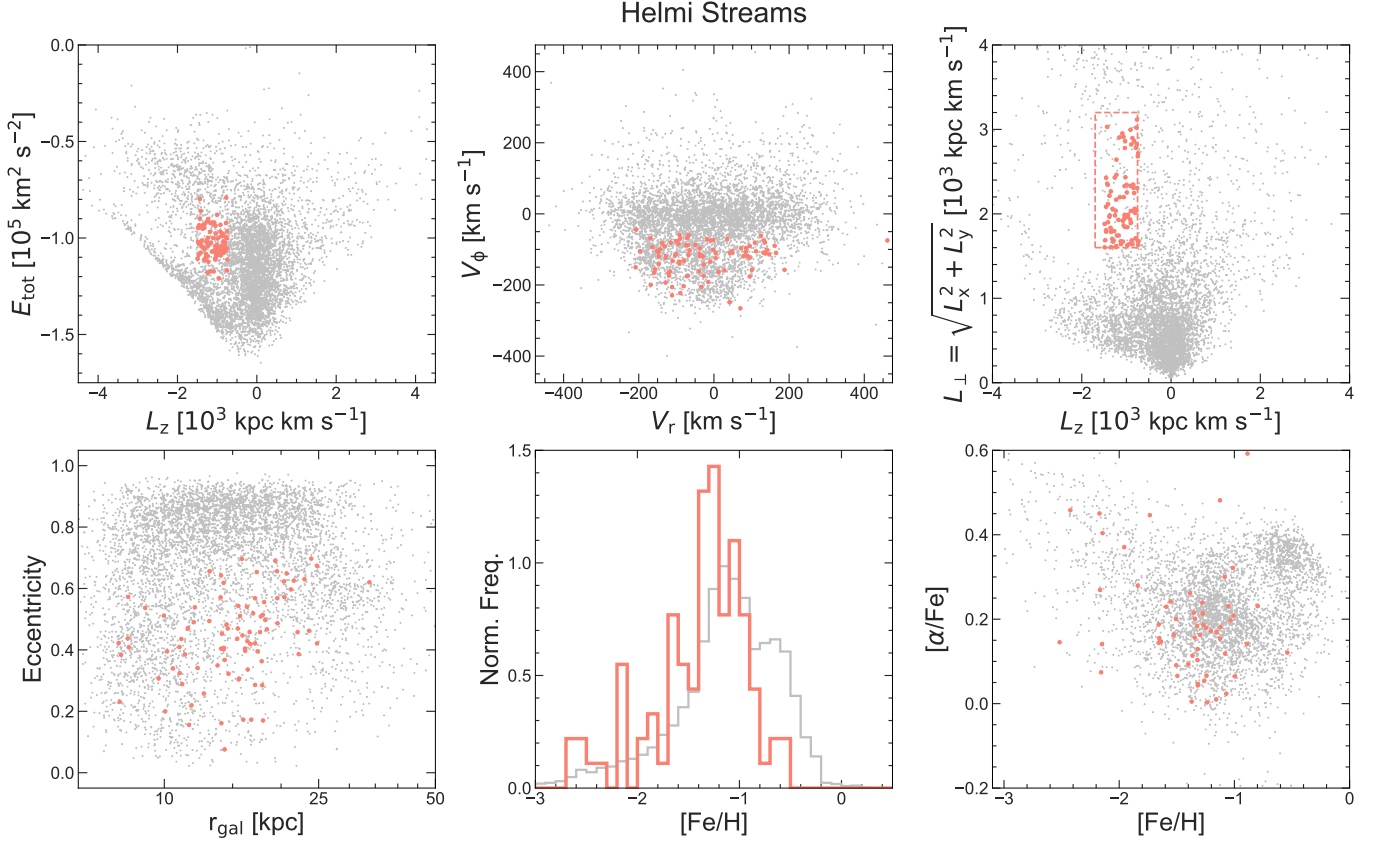 Helmi Streams
0.0
−0.5
−1.0
−1.5
E_tot [10^5 km^2 s^−2]
−4 −2 0 2 4
L_z [10^3 kpc km s^−1]
400
200
0
−200
−400
V_ϕ [km s^−1]
−400 −200 0 200 400
V_r [km s^−1]
4
3
2
1
0
L_⊥ = √(L_x^2 + L_y^2) [10^3 kpc km s^−1]
−4 −2 0 2 4
L_z [10^3 kpc km s^−1]
1.0
0.8
0.6
0.4
0.2
0.0
Eccentricity
10 25 50
r_gal [kpc]
1.5
1.0
0.5
0.0
Norm. Freq.
−3 −2 −1 0
[Fe/H]
0.6
0.4
0.2
0.0
−0.2
[α/Fe]
−3 −2 −1 0
[Fe/H]